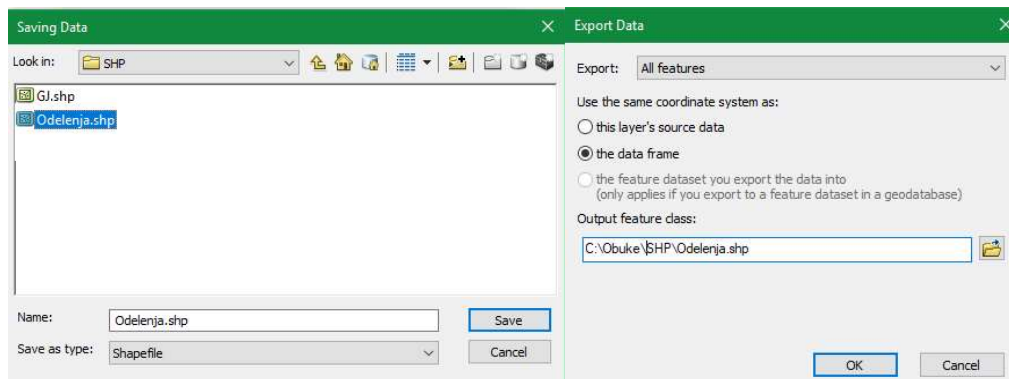 Saving Data
Look in:
SHP
GJ.shp
Odelenja.shp
Name:
Odelenja.shp
Save
Save as type:
Shapefile
Cancel
Export Data
Export:
All features
Use the same coordinate system as:
this layer's source data
the data frame
the feature dataset you export the data into
(only applies if you export to a feature dataset in a geodatabase)
Output feature class:
C:\Obuke\SHP\Odelenja.shp
OK
Cancel